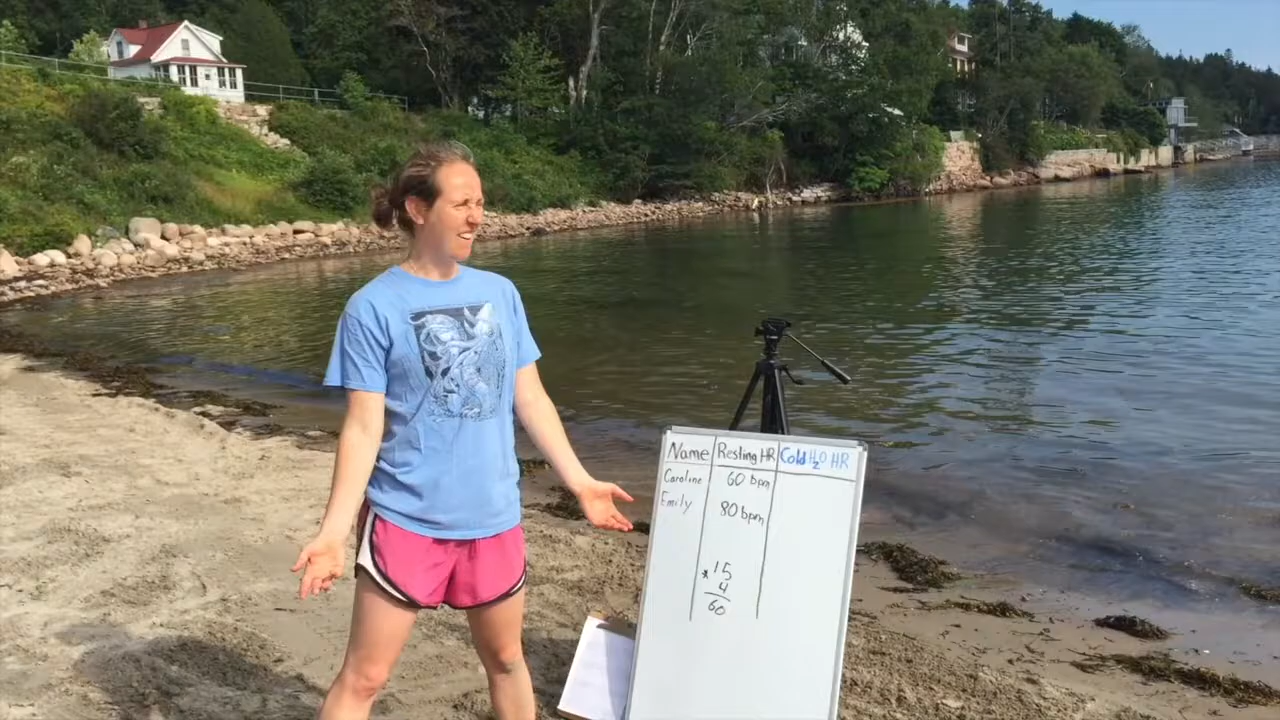 Name Resting HR Cold H2O HR
Caroline 60 bpm
Emily 80 bpm
15
* 4
60